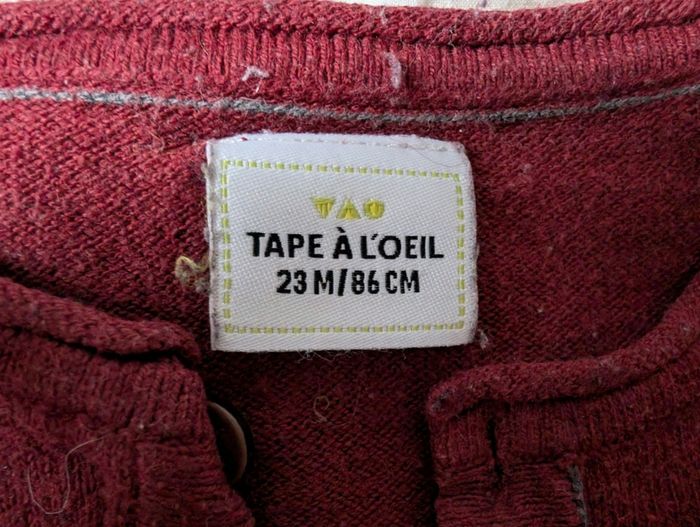 TAO
TAPE À L'OEIL
23 M/86 CM